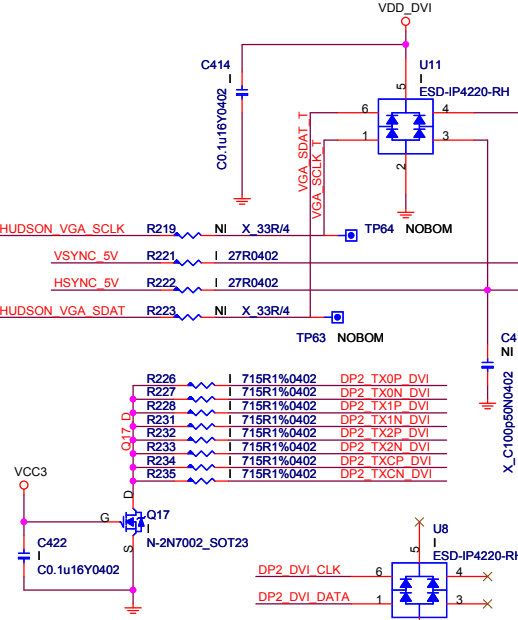 VDD_DVI
C414
I
C0.1u16Y0402
U11
I
ESD-IP4220-RH
5
6
4
1
3
2
VGA_SDAT_T
VGA_SCLK_T
HUDSON_VGA_SCLK R219 NI X_33R/4 TP64 NOBOM
VSYNC_5V R221 I 27R0402
HSYNC_5V R222 I 27R0402
HUDSON_VGA_SDAT R223 NI X_33R/4
TP63 NOBOM
C4
NI
X_C100p50N0402
R226 I 715R1%0402 DP2_TX0P_DVI
R227 I 715R1%0402 DP2_TX0N_DVI
R228 I 715R1%0402 DP2_TX1P_DVI
R231 I 715R1%0402 DP2_TX1N_DVI
R232 I 715R1%0402 DP2_TX2P_DVI
R233 I 715R1%0402 DP2_TX2N_DVI
R234 I 715R1%0402 DP2_TXCP_DVI
R235 I 715R1%0402 DP2_TXCN_DVI
Q17_D
VCC3
D
G
S
Q17
I
N-2N7002_SOT23
C422
I
C0.1u16Y0402
U8
I
ESD-IP4220-RH
5
DP2_DVI_CLK 6 4
DP2_DVI_DATA 1 3